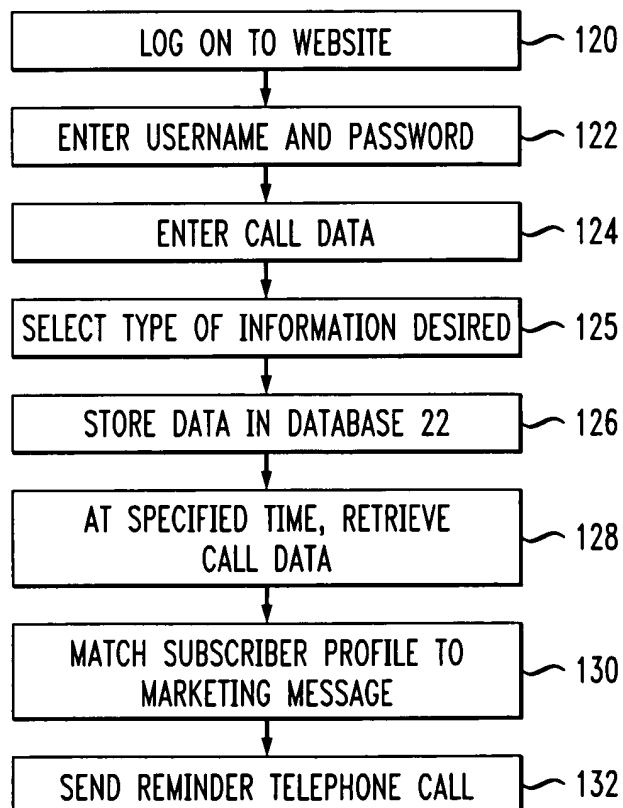 LOG ON TO WEBSITE 120
ENTER USERNAME AND PASSWORD 122
ENTER CALL DATA 124
SELECT TYPE OF INFORMATION DESIRED 125
STORE DATA IN DATABASE 22 126
AT SPECIFIED TIME, RETRIEVE
CALL DATA 128
MATCH SUBSCRIBER PROFILE TO
MARKETING MESSAGE 130
SEND REMINDER TELEPHONE CALL 132